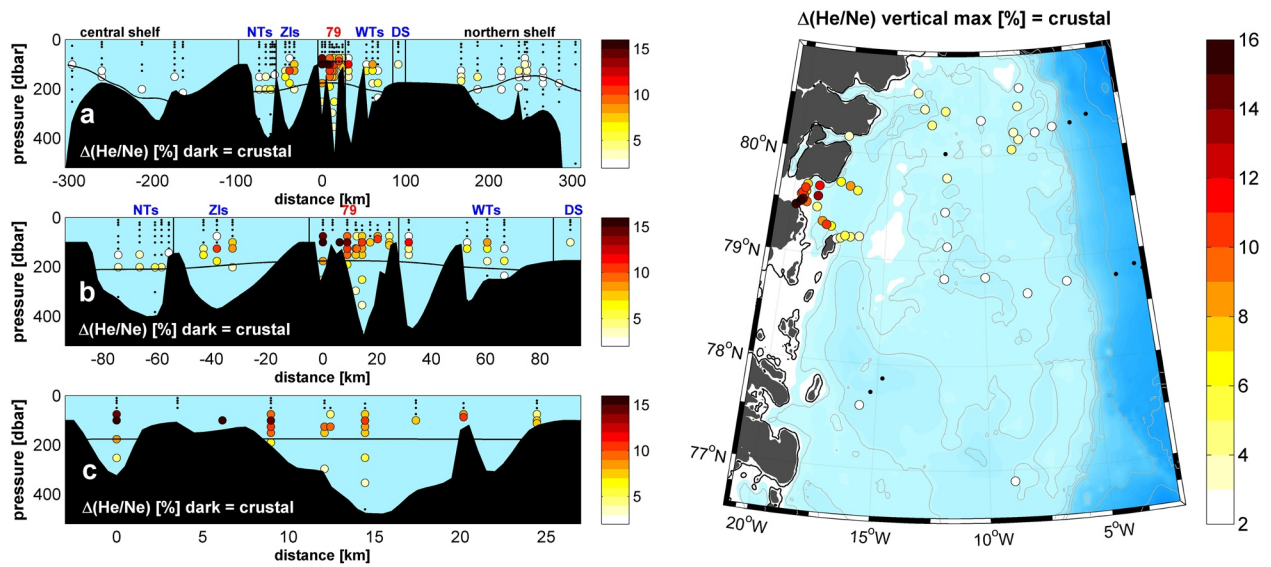 central shelf NTs ZIs 79 WTs DS northern shelf
0
200
400
pressure [dbar]
a
Δ(He/Ne) [%] dark = crustal
-300 -200 -100 0 100 200 300
distance [km]
15
10
5
NTs ZIs 79 WTs DS
0
200
400
pressure [dbar]
b
Δ(He/Ne) [%] dark = crustal
-80 -60 -40 -20 0 20 40 60 80
distance [km]
15
10
5
0
200
400
pressure [dbar]
c
Δ(He/Ne) [%] dark = crustal
0 5 10 15 20 25
distance [km]
15
10
5
Δ(He/Ne) vertical max [%] = crustal
80°N
79°N
78°N
77°N
20°W 15°W 10°W 5°W
16
14
12
10
8
6
4
2